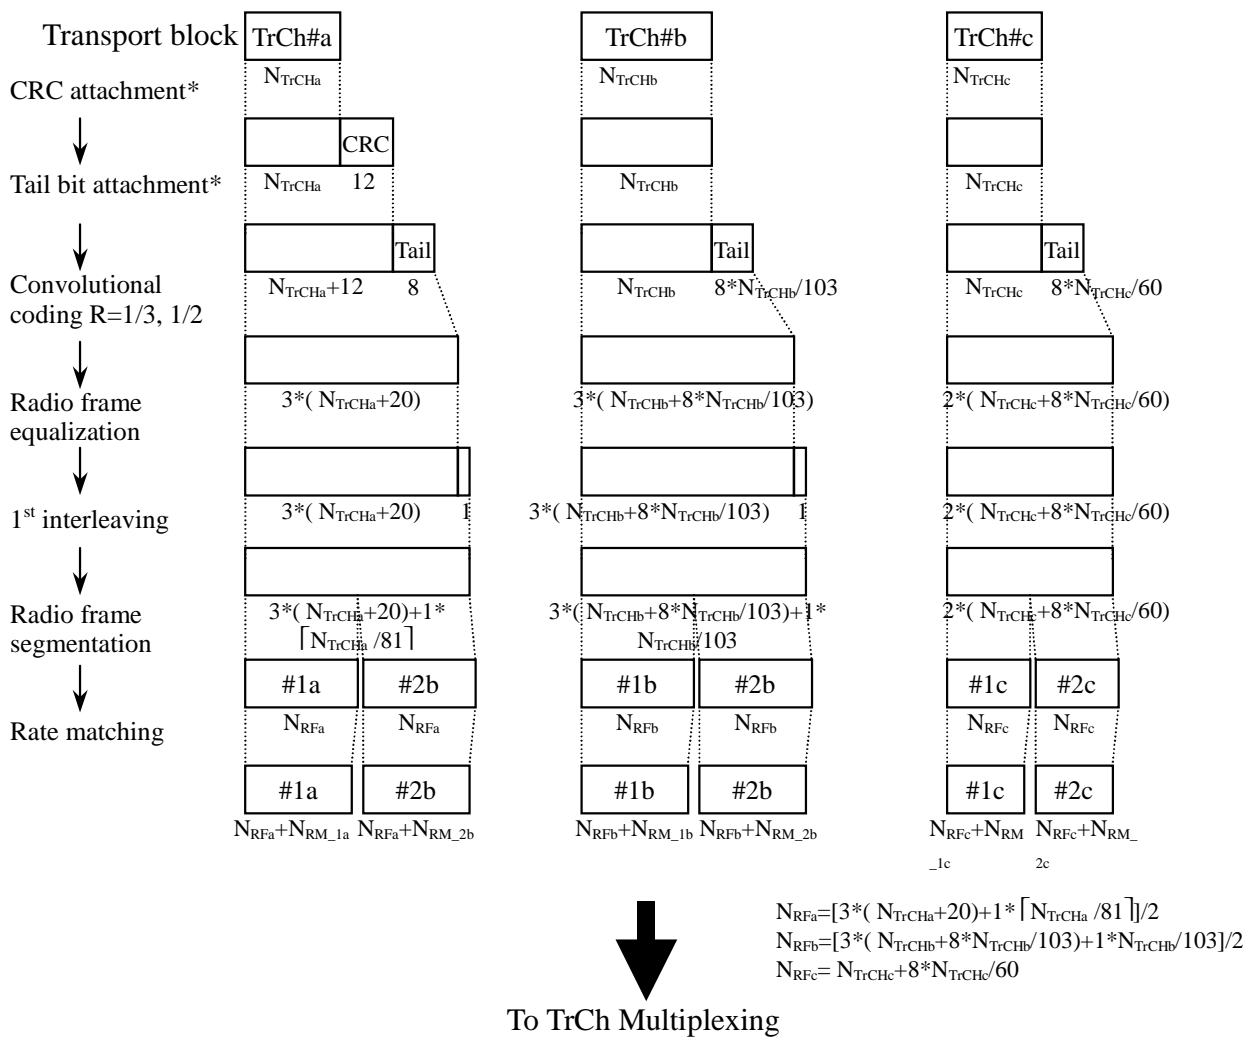 Transport block TrCh#a TrCh#b TrCh#c
N_TrCHa N_TrCHb N_TrCHc
CRC attachment*
CRC
Tail bit attachment* N_TrCHa 12 N_TrCHb N_TrCHc
Tail Tail Tail
Convolutional N_TrCHa+12 8 N_TrCHb 8*N_TrCHb/103 N_TrCHc 8*N_TrCHc/60
coding R=1/3, 1/2
Radio frame 3*( N_TrCHa+20) 3*( N_TrCHb+8*N_TrCHb/103) 2*( N_TrCHc+8*N_TrCHc/60)
equalization
1st interleaving 3*( N_TrCHa+20) 1 3*( N_TrCHb+8*N_TrCHb/103) 1 2*( N_TrCHc+8*N_TrCHc/60)
Radio frame 3*( N_TrCHa+20)+1* 3*( N_TrCHb+8*N_TrCHb/103)+1* 2*( N_TrCHc+8*N_TrCHc/60)
segmentation ⌈N_TrCHa /81⌉ N_TrCHb/103
#1a #2b #1b #2b #1c #2c
Rate matching N_RFa N_RFa N_RFb N_RFb N_RFc N_RFc
#1a #2b #1b #2b #1c #2c
N_RFa+N_RM_1a N_RFa+N_RM_2b N_RFb+N_RM_1b N_RFb+N_RM_2b N_RFc+N_RM N_RFc+N_RM_
_1c 2c
N_RFa=[3*( N_TrCHa+20)+1*⌈N_TrCHa /81⌉]/2
N_RFb=[3*( N_TrCHb+8*N_TrCHb/103)+1*N_TrCHb/103]/2
N_RFc= N_TrCHc+8*N_TrCHc/60
To TrCh Multiplexing